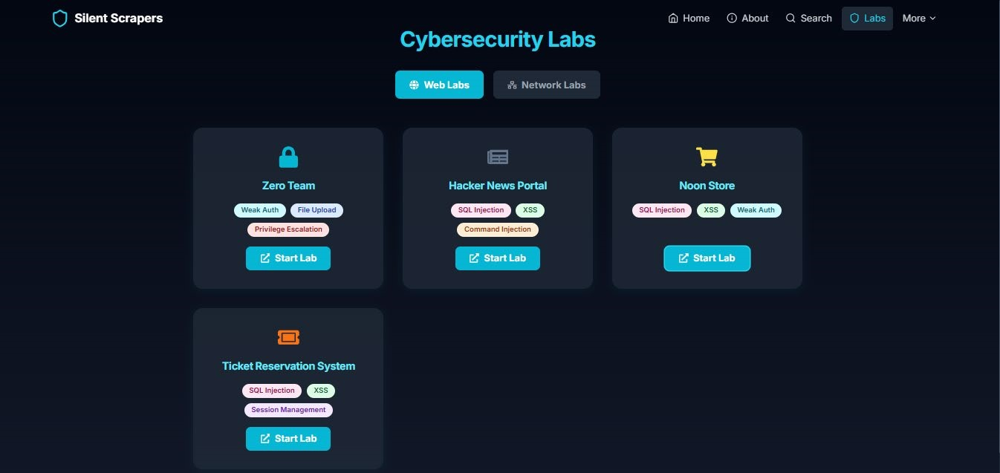 Silent Scrapers
Home About Search Labs More
Cybersecurity Labs
Web Labs Network Labs
Zero Team
Weak Auth File Upload
Privilege Escalation
Start Lab
Hacker News Portal
SQL Injection XSS
Command Injection
Start Lab
Noon Store
SQL Injection XSS Weak Auth
Start Lab
Ticket Reservation System
SQL Injection XSS
Session Management
Start Lab